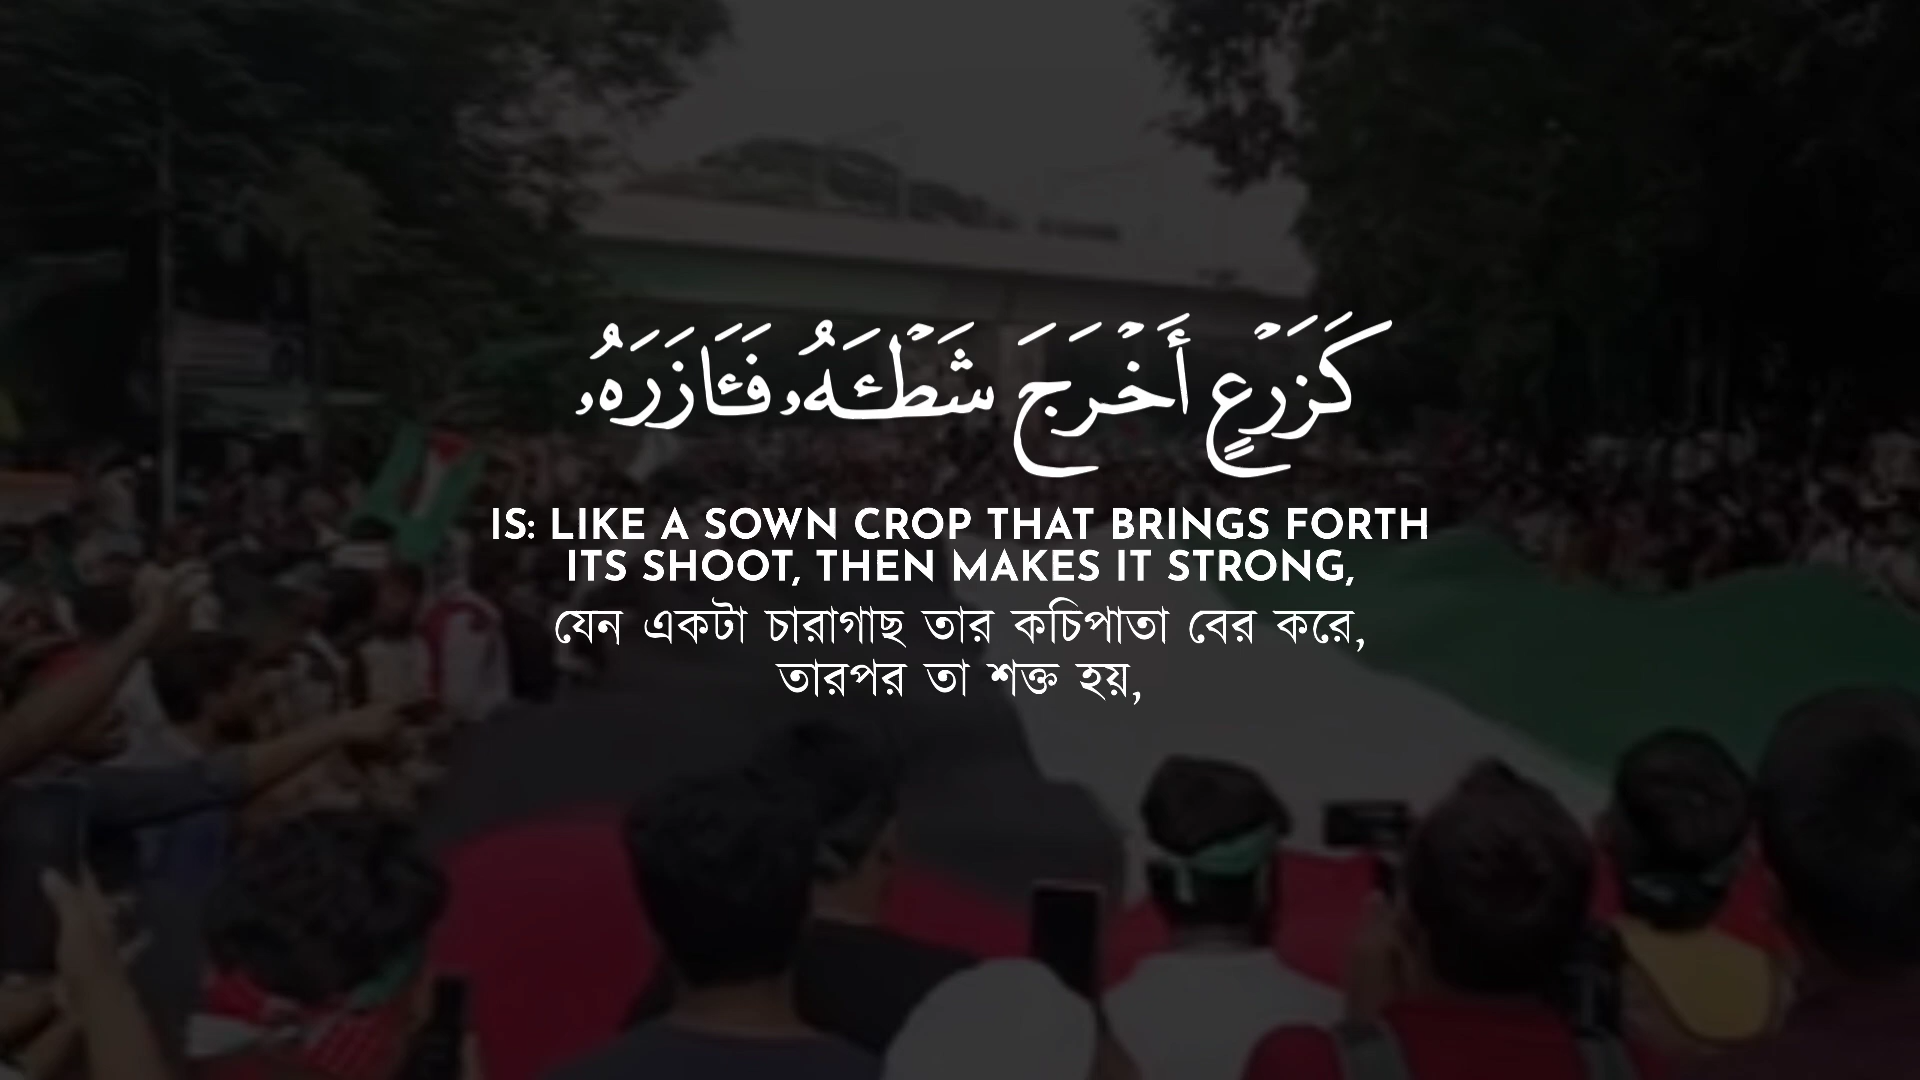 كَزَرۡعٍ أَخۡرَجَ شَطۡـَٔهُۥ فَـَٔازَرَهُۥ
IS: LIKE A SOWN CROP THAT BRINGS FORTH
ITS SHOOT, THEN MAKES IT STRONG,
যেন একটা চারাগাছ তার কচিপাতা বের করে,
তারপর তা শক্ত হয়,